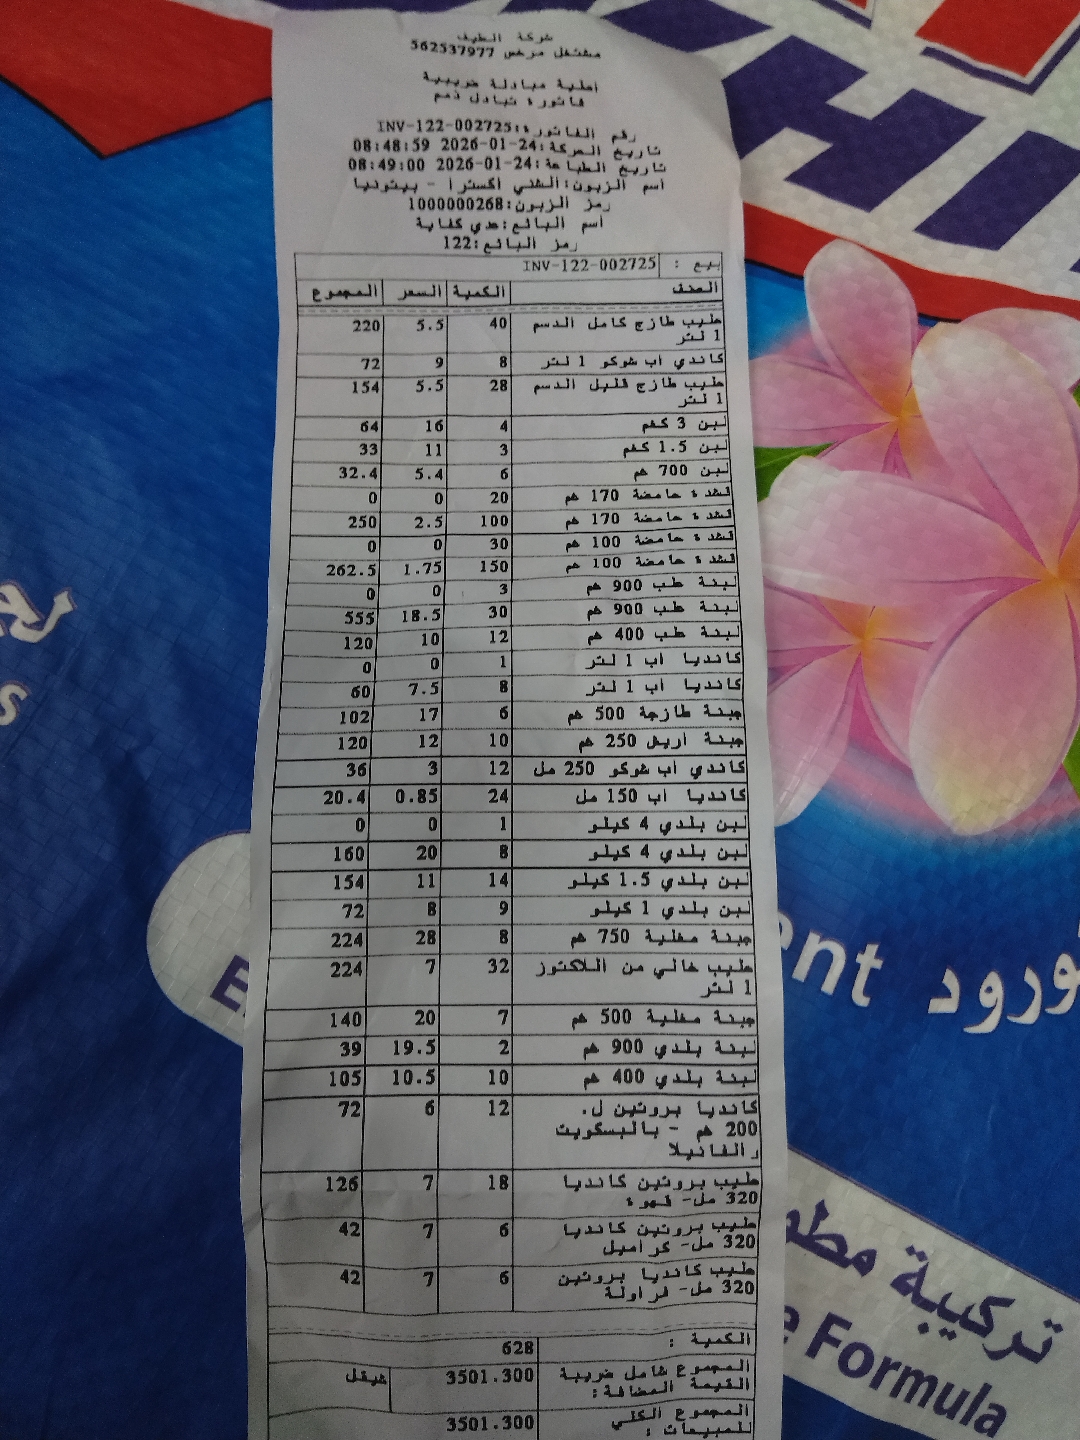 شركة الطيف
مشتغل مرخص 562537977
أصلية مبادلة ضريبية
فاتورة تبادل ذمم
رقم الفاتورة:INV-122-002725
تاريخ الحركة:24-01-2026 08:48:59
تاريخ الطباعة:24-01-2026 08:49:00
اسم الزبون:الشني اكسترا - بيتونيا
رمز الزبون:1000000268
اسم البائع:عدي كفاية
رمز البائع:122
بيع : INV-122-002725
الصنف الكمية السعر المجموع
حليب طازج كامل الدسم 40 5.5 220
1 لتر
كاندي اب شوكو 1 لتر 8 9 72
حليب طازج قليل الدسم 28 5.5 154
1 لتر
لبن 3 كغم 4 16 64
لبن 1.5 كغم 3 11 33
لبن 700 غم 6 5.4 32.4
قشدة حامضة 170 غم 20 0 0
قشدة حامضة 170 غم 100 2.5 250
قشدة حامضة 100 غم 30 0 0
قشدة حامضة 100 غم 150 1.75 262.5
لبنة طب 900 غم 3 0 0
لبنة طب 900 غم 30 18.5 555
لبنة طب 400 غم 12 10 120
كانديا اب 1 لتر 1 0 0
كانديا اب 1 لتر 8 7.5 60
جبنة طازجة 500 غم 6 17 102
جبنة اريش 250 غم 10 12 120
كاندي اب شوكو 250 مل 12 3 36
كانديا اب 150 مل 24 0.85 20.4
لبن بلدي 4 كيلو 1 0 0
لبن بلدي 4 كيلو 8 20 160
لبن بلدي 1.5 كيلو 14 11 154
لبن بلدي 1 كيلو 9 8 72
جبنة مغلية 750 غم 8 28 224
حليب خالي من اللاكتوز 32 7 224
1 لتر
جبنة مغلية 500 غم 7 20 140
لبنة بلدي 900 غم 2 19.5 39
لبنة بلدي 400 غم 10 10.5 105
كانديا بروتين ل. 12 6 72
200 غم - بالبسكويت
والفانيلا
حليب بروتين كانديا 18 7 126
320 مل- قهوة
حليب بروتين كانديا 6 7 42
320 مل- كراميل
حليب كانديا بروتين 6 7 42
320 مل- فراولة
الكمية : 628
المجموع شامل ضريبة 3501.300 شيقل
القيمة المضافة:
المجموع الكلي 3501.300
للمبيعات :
تركيبة
Formula